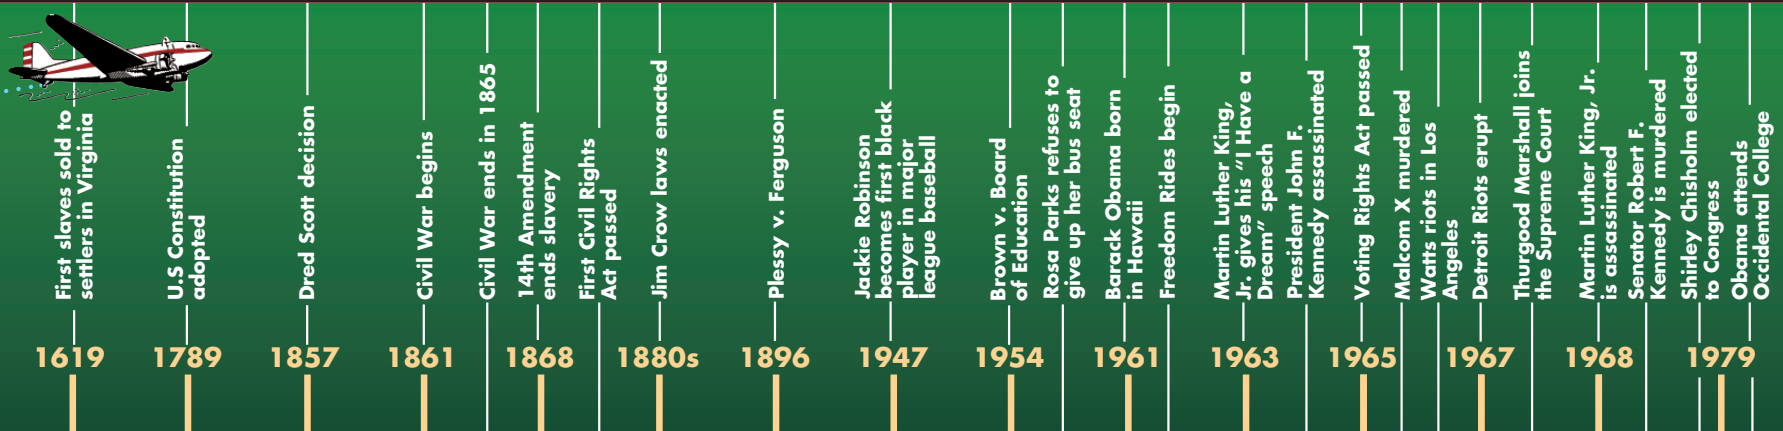 First slaves sold to
settlers in Virginia
U.S Constitution
adopted
Dred Scott decision
Civil War begins
Civil War ends in 1865
14th Amendment
ends slavery
First Civil Rights
Act passed
Jim Crow laws enacted
Plessy v. Ferguson
Jackie Robinson
becomes first black
player in major
league baseball
Brown v. Board
of Education
Rosa Parks refuses to
give up her bus seat
Barack Obama born
in Hawaii
Freedom Rides begin
Martin Luther King,
Jr. gives his "I Have a
Dream" speech
President John F.
Kennedy assassinated
Voting Rights Act passed
Malcom X murdered
Watts riots in Los
Angeles
Detroit Riots erupt
Thurgood Marshall joins
the Supreme Court
Martin Luther King, Jr.
is assassinated
Senator Robert F.
Kennedy is murdered
Shirley Chisholm elected
to Congress
Obama attends
Occidental College
1619
1789
1857
1861
1868
1880s
1896
1947
1954
1961
1963
1965
1967
1968
1979